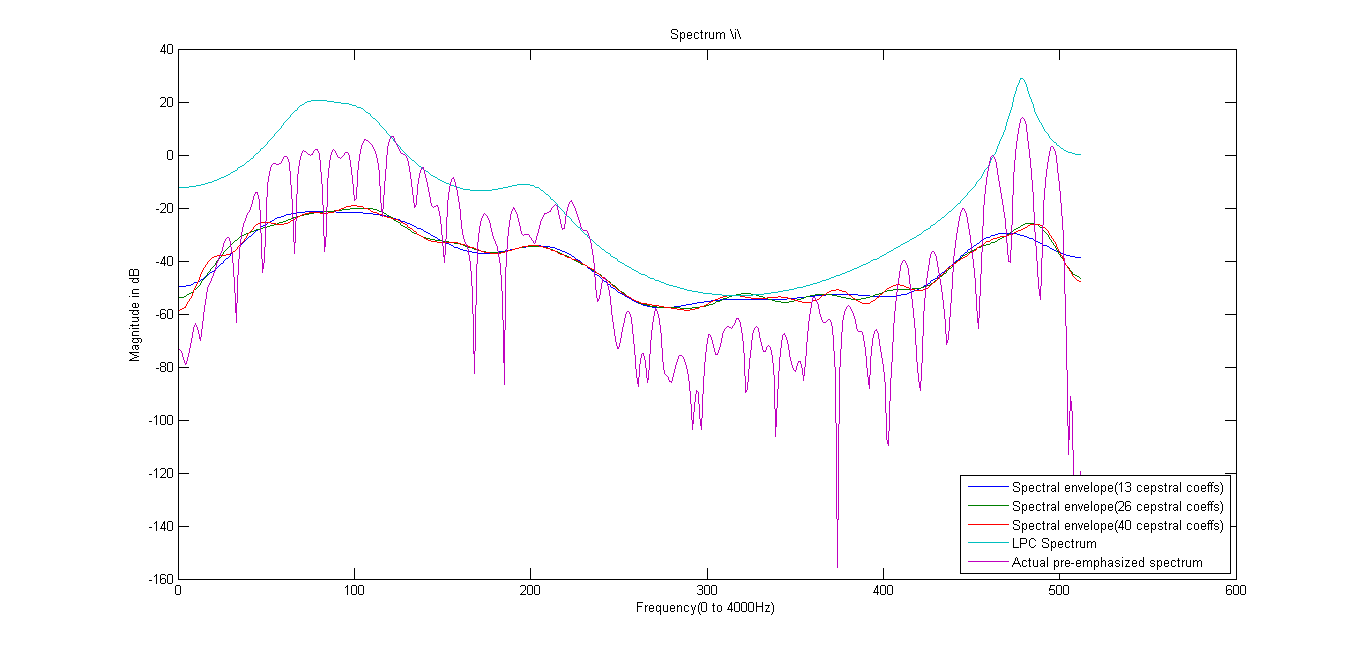 Spectrum \i\
40
20
0
-20
-40
-60
-80
-100
-120
-140
-160
Magnitude in dB
0
100
200
300
400
500
600
Frequency(0 to 4000Hz)
Spectral envelope(13 cepstral coeffs)
Spectral envelope(26 cepstral coeffs)
Spectral envelope(40 cepstral coeffs)
LPC Spectrum
Actual pre-emphasized spectrum